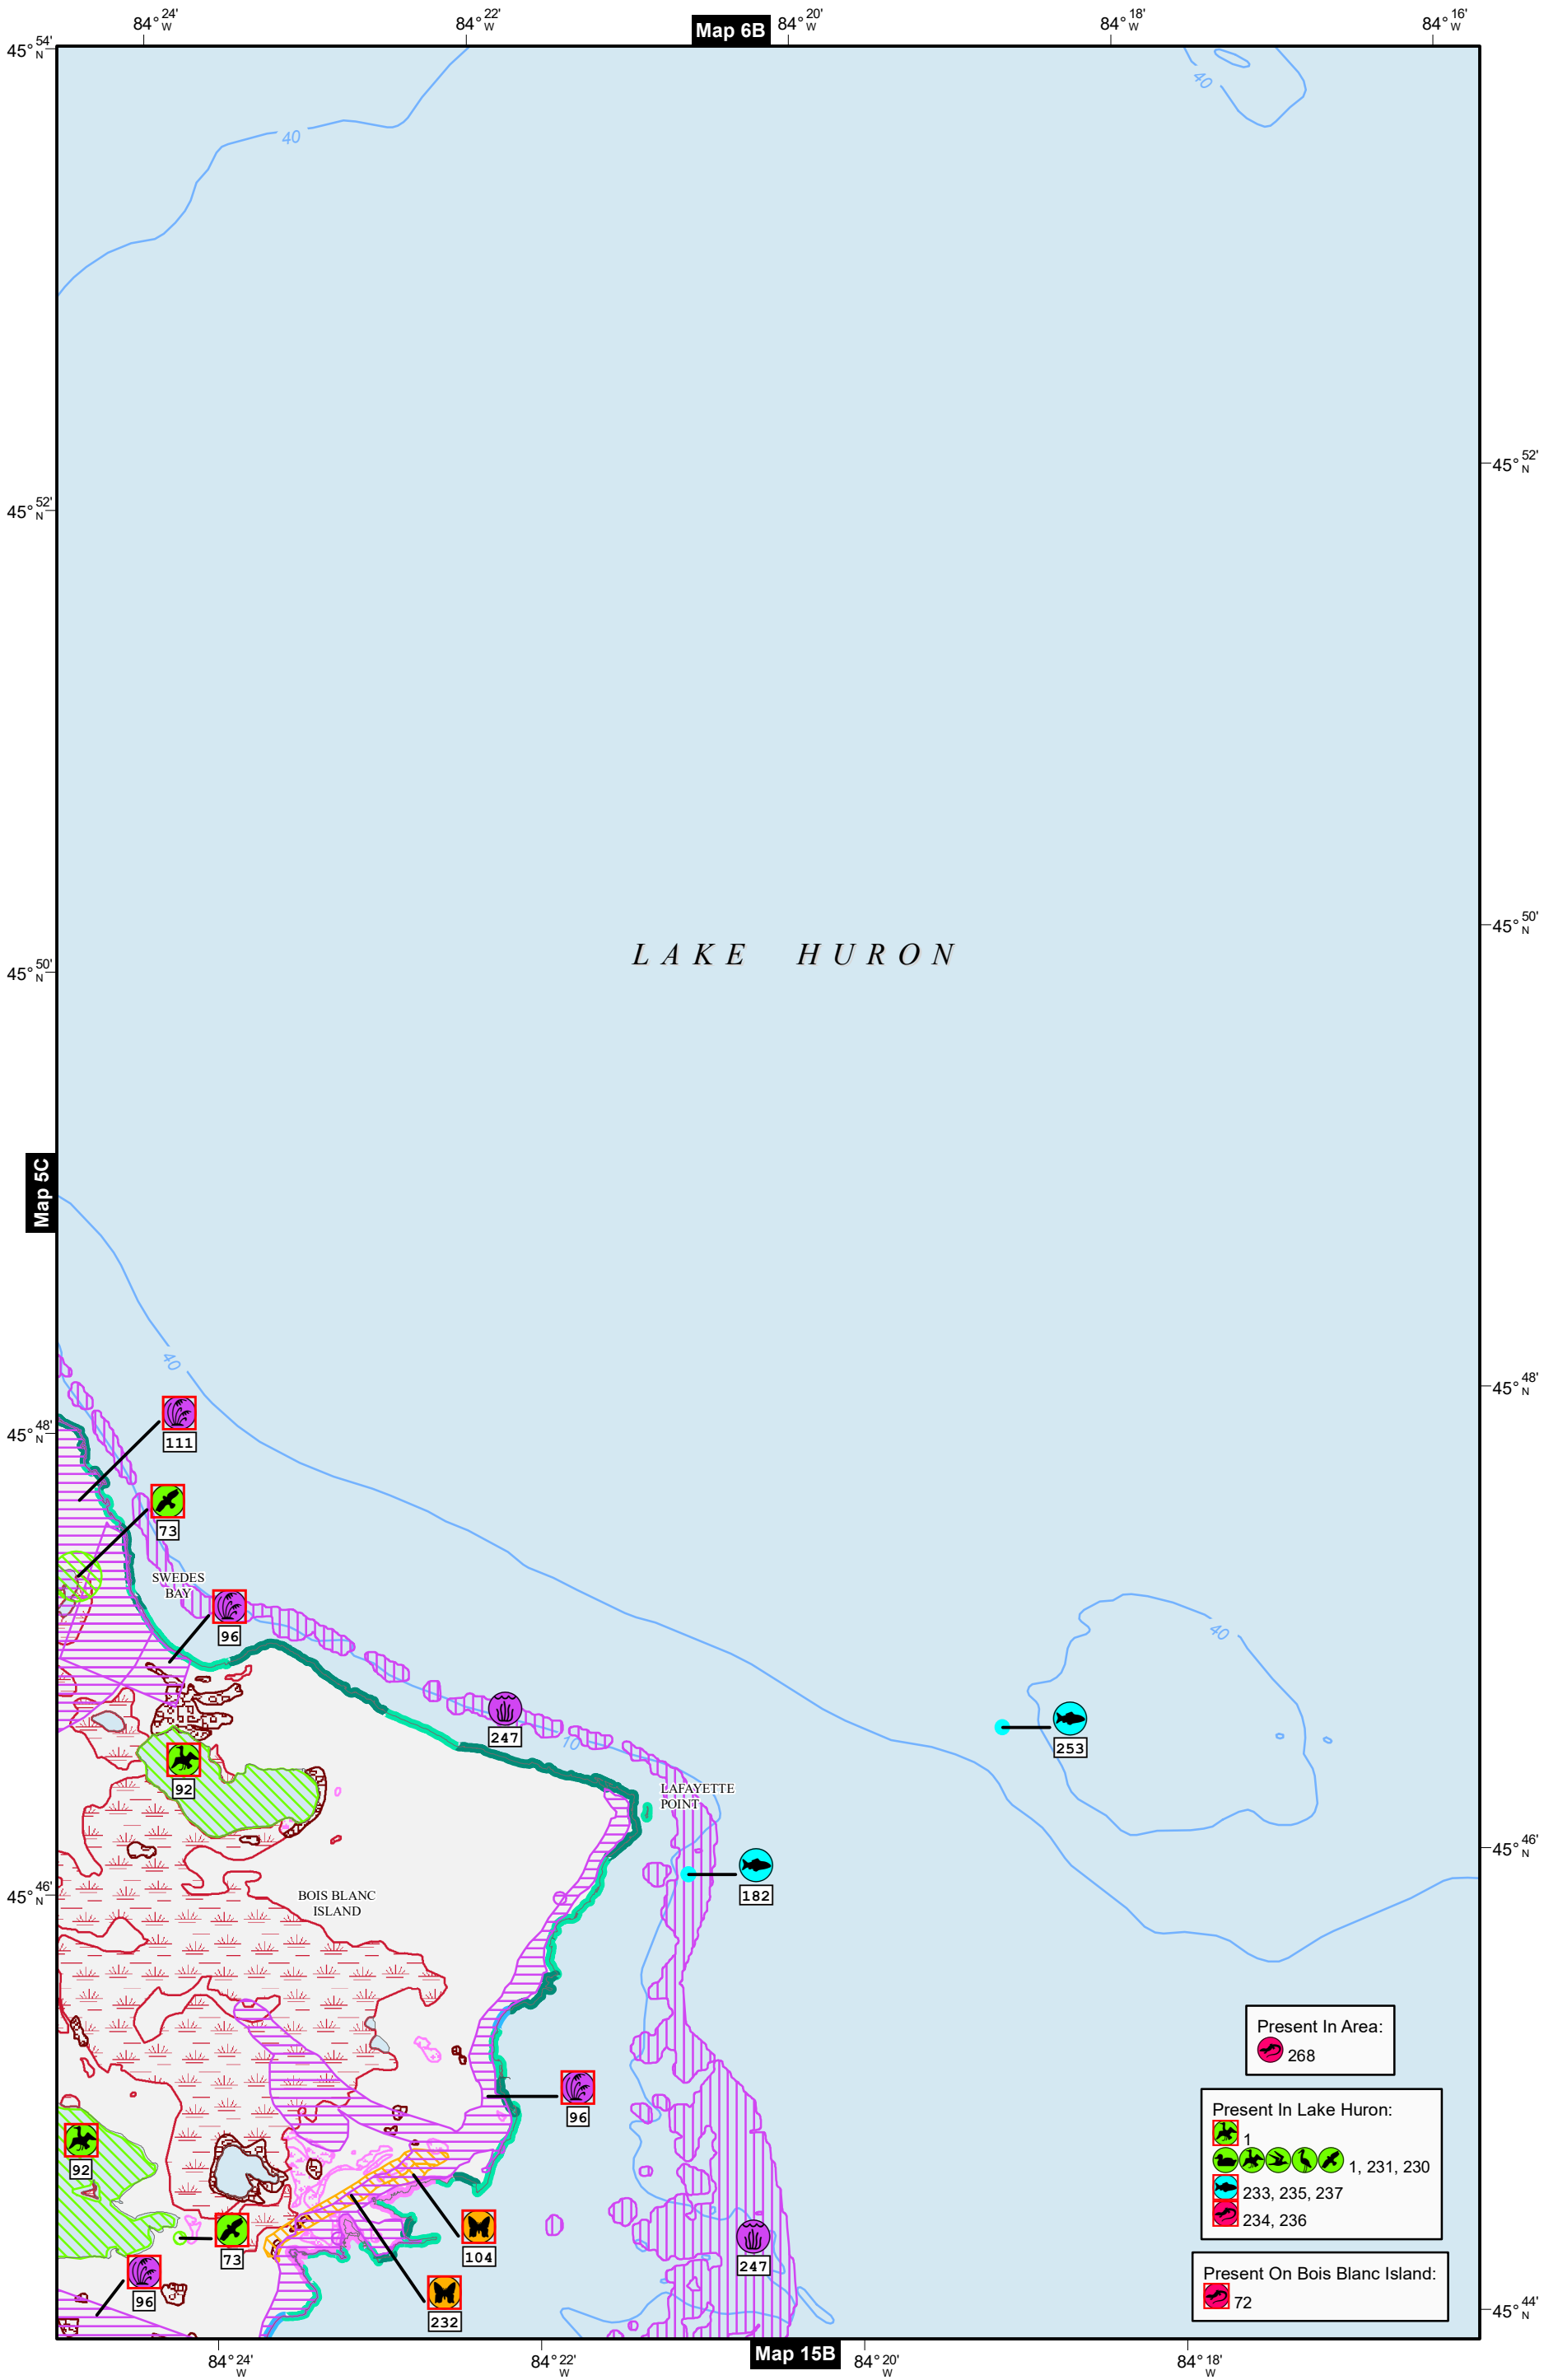 84° 24' W
84° 22' W
Map 6B
84° 20' W
84° 18' W
84° 16' W
45° 54' N
40
40
45° 52' N
45° 52' N
45° 50' N
LAKE HURON
45° 50' N
Map 5C
40
45° 48' N
111
45° 48' N
73
SWEDES
BAY
96
40
247
10
253
92
LAFAYETTE
POINT
45° 46' N
182
45° 46' N
BOIS BLANC
ISLAND
Present In Area:
268
96
Present In Lake Huron:
1
1, 231, 230
233, 235, 237
234, 236
92
73
104
247
96
232
Present On Bois Blanc Island:
72
45° 44' N
84° 24' W
84° 22' W
Map 15B
84° 20' W
84° 18' W